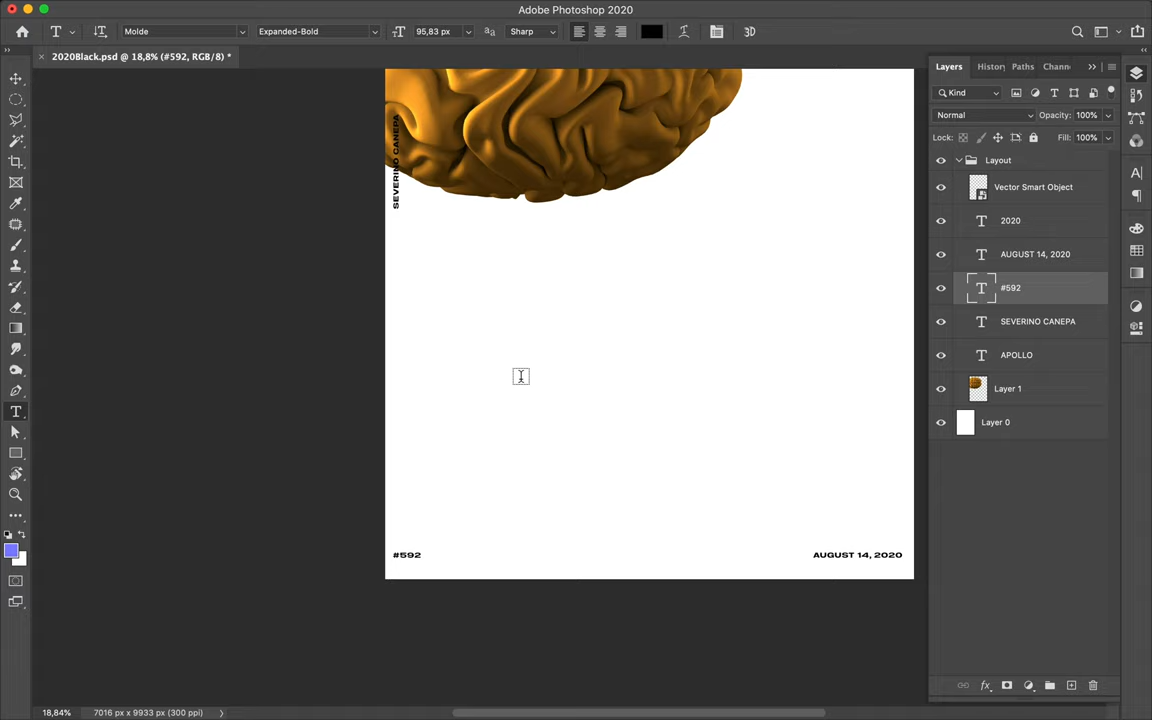 Adobe Photoshop 2020
Molde
Expanded-Bold
95,83 px
Sharp
3D
2020Black.psd @ 18,8% (#592, RGB/8) *
Layers
History
Paths
Chann
Kind
Normal
Opacity: 100%
Lock:
Fill: 100%
Layout
Vector Smart Object
2020
AUGUST 14, 2020
#592
SEVERINO CANEPA
APOLLO
Layer 1
Layer 0
SEVERINO CANEPA
#592
AUGUST 14, 2020
18,84%
7016 px x 9933 px (300 ppi)